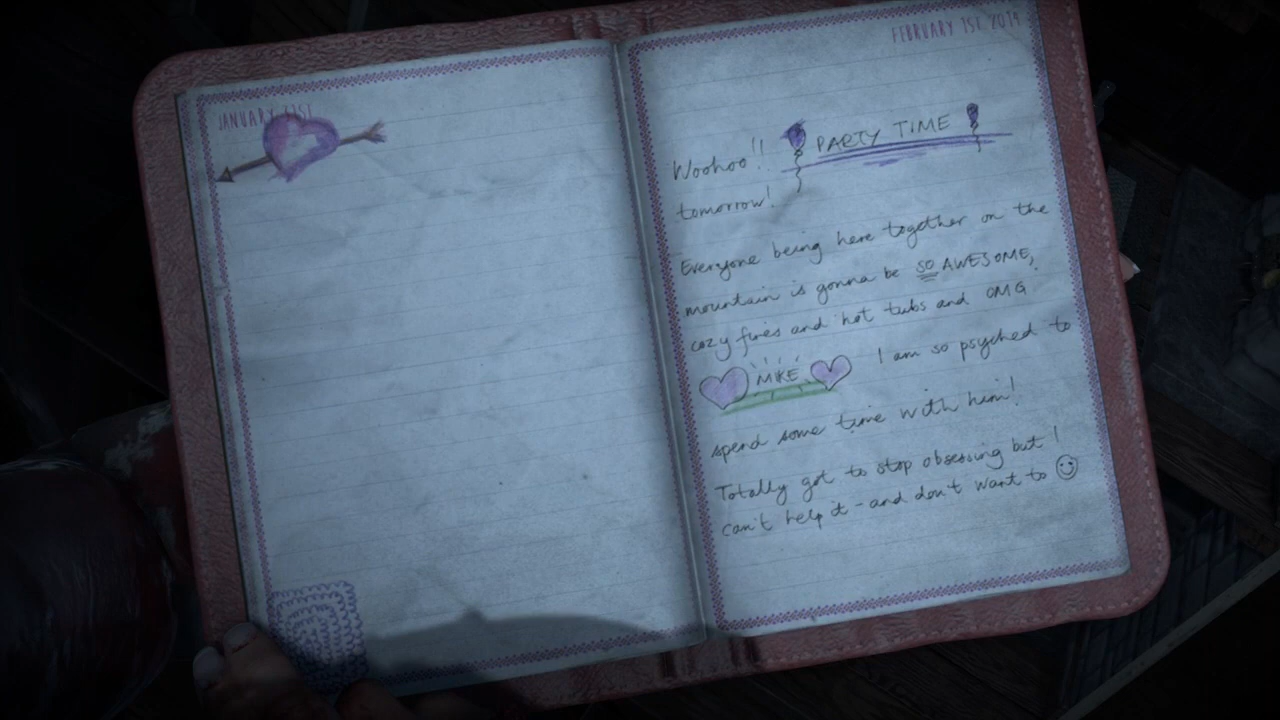 JANUARY 31ST
FEBRUARY 1ST 2014
Woohoo!! PARTY TIME
tomorrow!
Everyone being here together on the
mountain is gonna be SO AWESOME,
cozy fires and hot tubs and OMG
MIKE I am so psyched to
spend some time with him!
Totally got to stop obsessing but I
can't help it - and don't want to